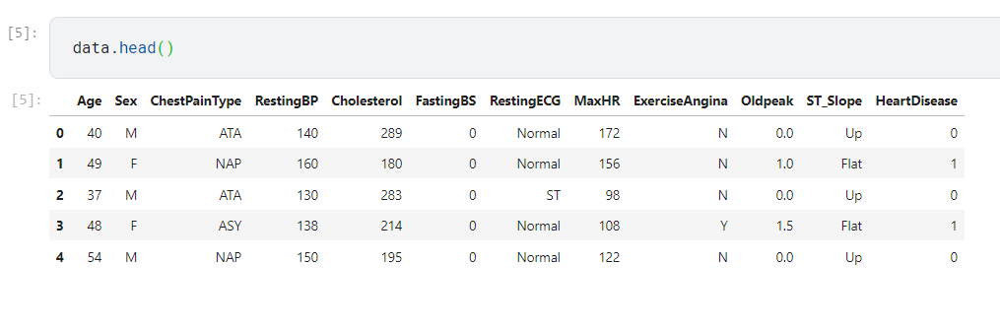 [5]:
data.head()
[5]:
Age Sex ChestPainType RestingBP Cholesterol FastingBS RestingECG MaxHR ExerciseAngina Oldpeak ST_Slope HeartDisease
0 40 M ATA 140 289 0 Normal 172 N 0.0 Up 0
1 49 F NAP 160 180 0 Normal 156 N 1.0 Flat 1
2 37 M ATA 130 283 0 ST 98 N 0.0 Up 0
3 48 F ASY 138 214 0 Normal 108 Y 1.5 Flat 1
4 54 M NAP 150 195 0 Normal 122 N 0.0 Up 0